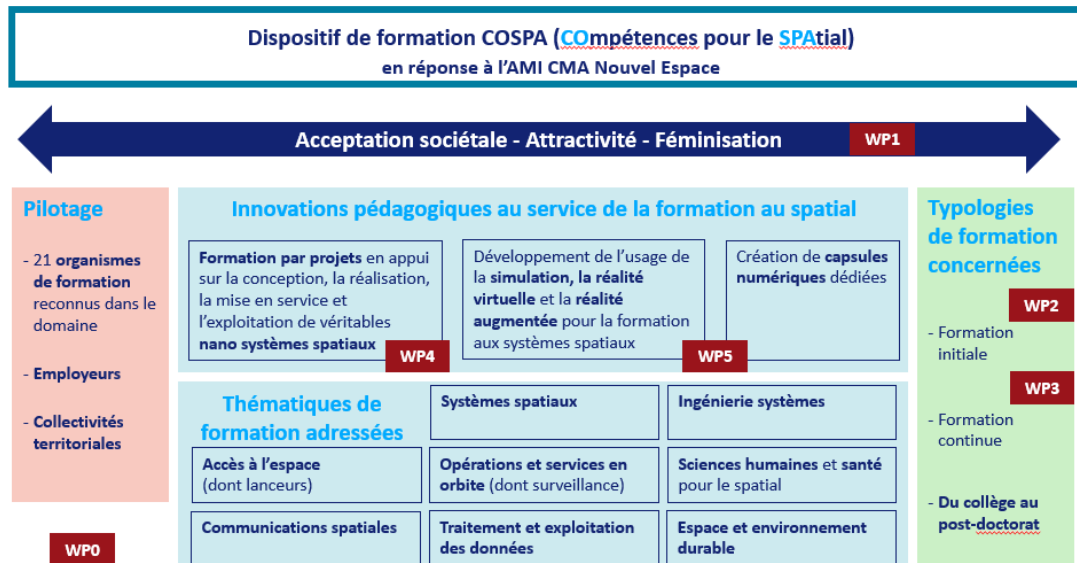 Dispositif de formation COSPA (COmpétences pour le SPAtial)
en réponse à l'AMI CMA Nouvel Espace
Acceptation sociétale - Attractivité - Féminisation
WP1
Pilotage
- 21 organismes
de formation
reconnus dans le
domaine
- Employeurs
- Collectivités
territoriales
WP0
Innovations pédagogiques au service de la formation au spatial
Formation par projets en appui
sur la conception, la réalisation,
la mise en service et
l'exploitation de véritables
nano systèmes spatiaux
WP4
Développement de l'usage de
la simulation, la réalité
virtuelle et la réalité
augmentée pour la formation
aux systèmes spatiaux
WP5
Création de capsules
numériques dédiées
Thématiques de
formation adressées
Systèmes spatiaux
Ingénierie systèmes
Accès à l'espace
(dont lanceurs)
Opérations et services en
orbite (dont surveillance)
Sciences humaines et santé
pour le spatial
Communications spatiales
Traitement et exploitation
des données
Espace et environnement
durable
Typologies
de formation
concernées
WP2
- Formation
initiale
WP3
- Formation
continue
- Du collège au
post-doctorat